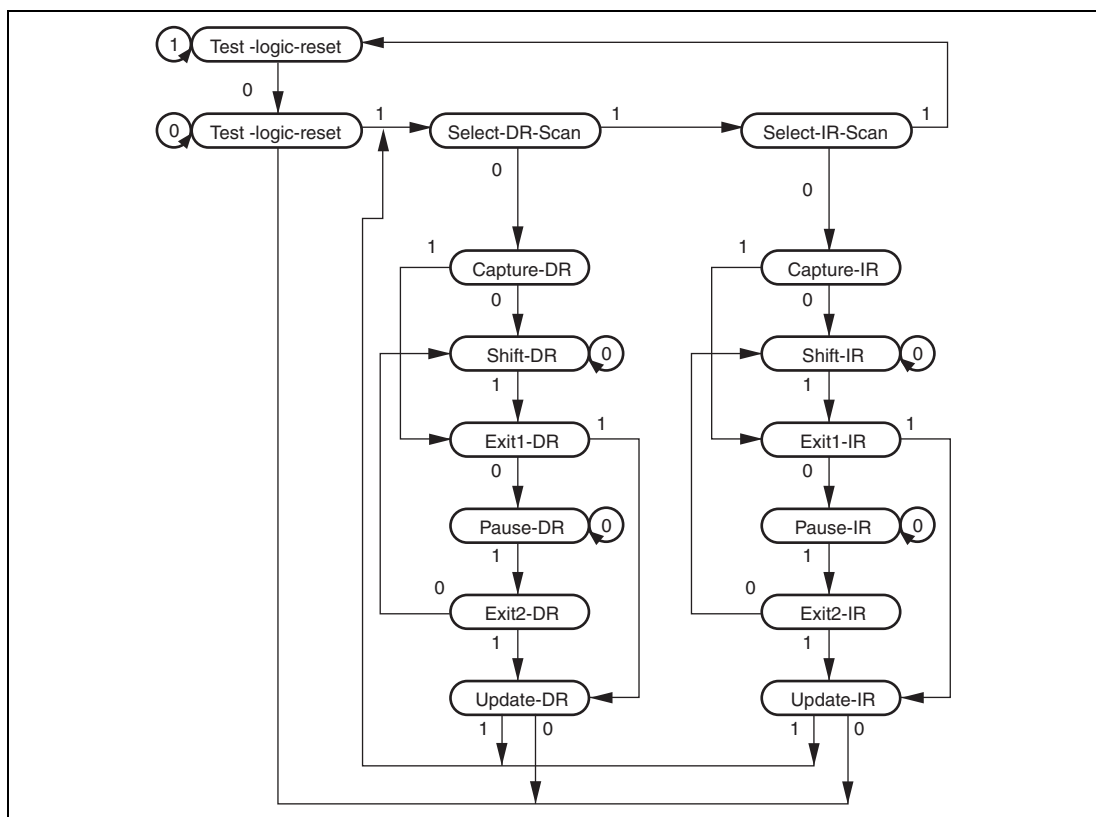 1 Test -logic-reset
0
0 Test -logic-reset 1 Select-DR-Scan 1 Select-IR-Scan 1
0 0
1 Capture-DR 1 Capture-IR
0 0
Shift-DR 0 Shift-IR 0
1 1
Exit1-DR 1 Exit1-IR 1
0 0
Pause-DR 0 Pause-IR 0
1 1
0 Exit2-DR 0 Exit2-IR
1 1
Update-DR Update-IR
1 0 1 0